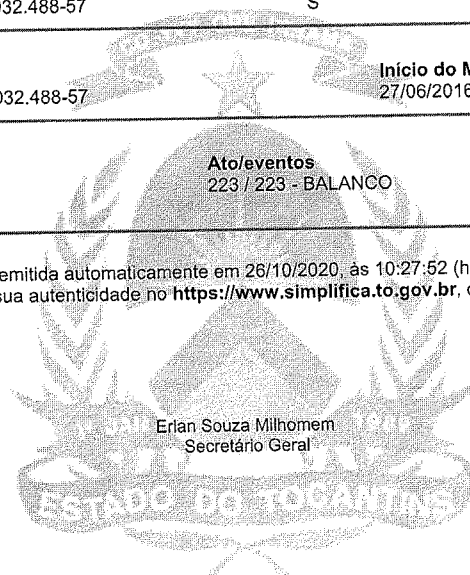 032.488-57
S
Início do M
032.488-57
27/06/2016
Ato/eventos
223 / 223 - BALANCO
emitida automaticamente em 26/10/2020, às 10:27:52 (h
sua autenticidade no https://www.simplifica.to.gov.br, c
Erlan Souza Milhomem
Secretário Geral
ESTADO DO TOCANTINS